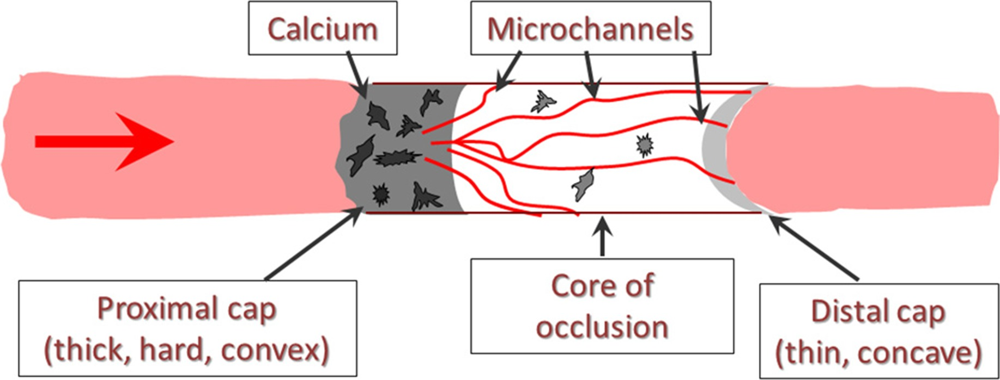 Calcium
Microchannels
Proximal cap
(thick, hard, convex)
Core of
occlusion
Distal cap
(thin, concave)